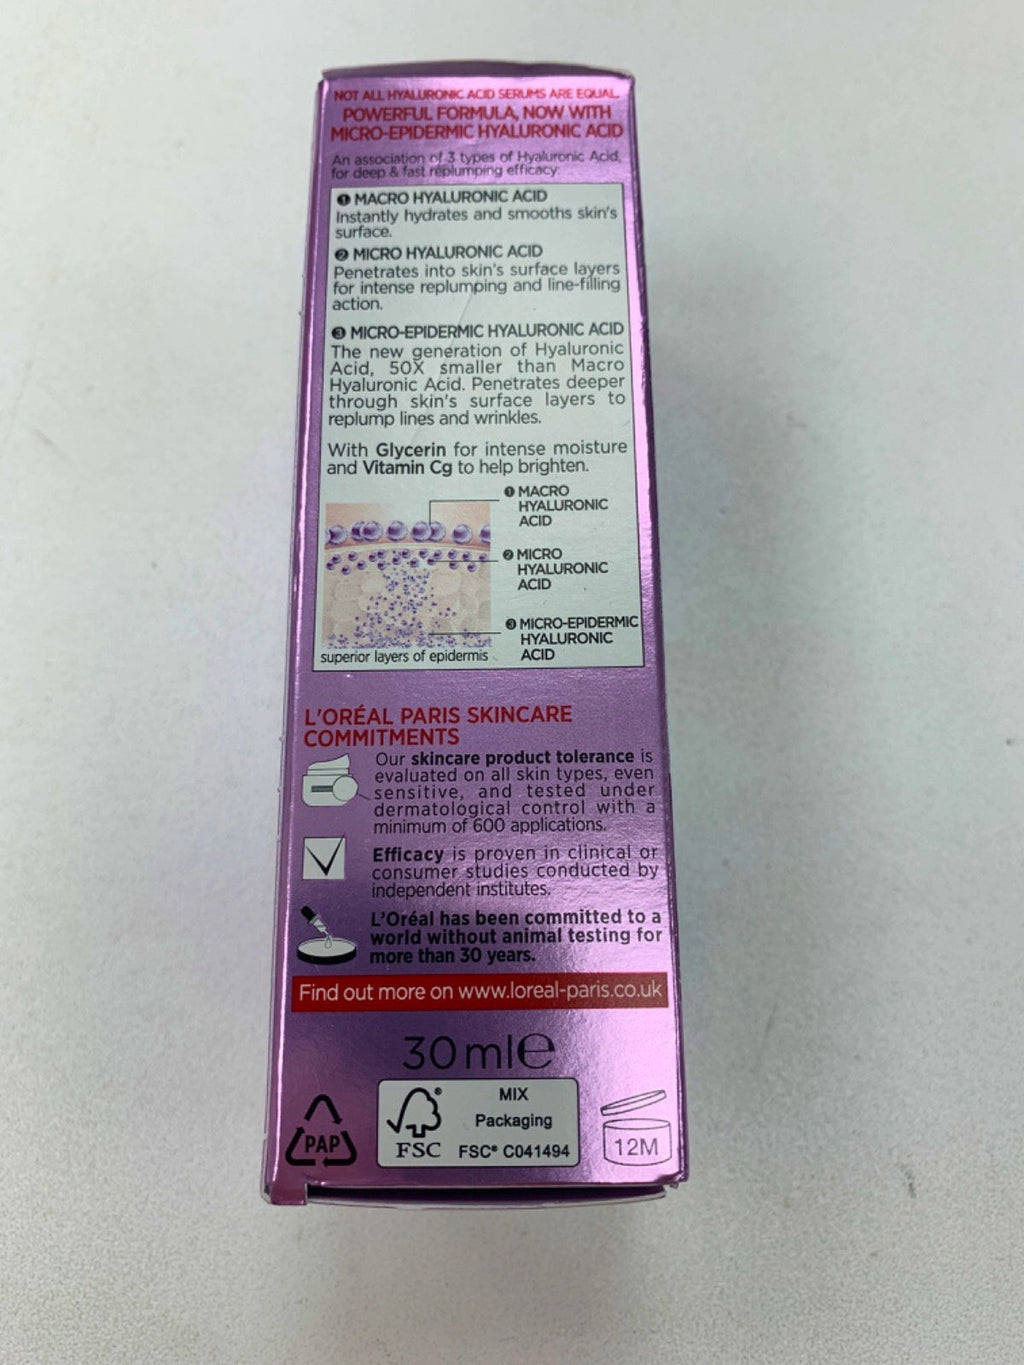 NOT ALL HYALURONIC ACID SERUMS ARE EQUAL.
POWERFUL FORMULA, NOW WITH
MICRO-EPIDERMIC HYALURONIC ACID
An association of 3 types of Hyaluronic Acid,
for deep & fast replumping efficacy:
❶ MACRO HYALURONIC ACID
Instantly hydrates and smooths skin's
surface.
❷ MICRO HYALURONIC ACID
Penetrates into skin's surface layers
for intense replumping and line-filling
action.
❸ MICRO-EPIDERMIC HYALURONIC ACID
The new generation of Hyaluronic
Acid, 50X smaller than Macro
Hyaluronic Acid. Penetrates deeper
through skin's surface layers to
replump lines and wrinkles.
With Glycerin for intense moisture
and Vitamin Cg to help brighten.
❶ MACRO
HYALURONIC
ACID
❷ MICRO
HYALURONIC
ACID
❸ MICRO-EPIDERMIC
HYALURONIC
ACID
superior layers of epidermis
L'ORÉAL PARIS SKINCARE
COMMITMENTS
Our skincare product tolerance is
evaluated on all skin types, even
sensitive, and tested under
dermatological control with a
minimum of 600 applications.
Efficacy is proven in clinical or
consumer studies conducted by
independent institutes.
L'Oréal has been committed to a
world without animal testing for
more than 30 years.
Find out more on www.loreal-paris.co.uk
30 ml e
PAP
FSC®
MIX
Packaging
FSC® C041494
12M